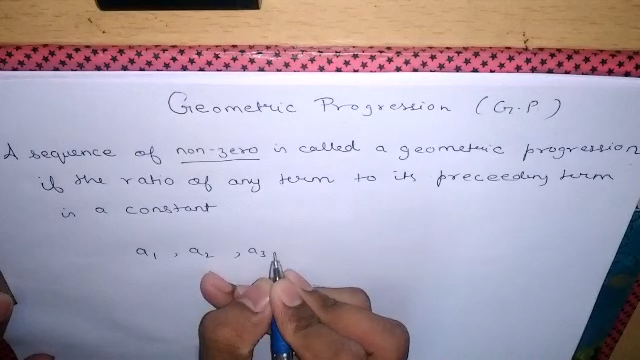 Geometric Progression (G.P)
A sequence of non-zero is called a geometric progression
if the ratio of any term to its preceeding term
is a constant
a₁ , a₂ , a₃